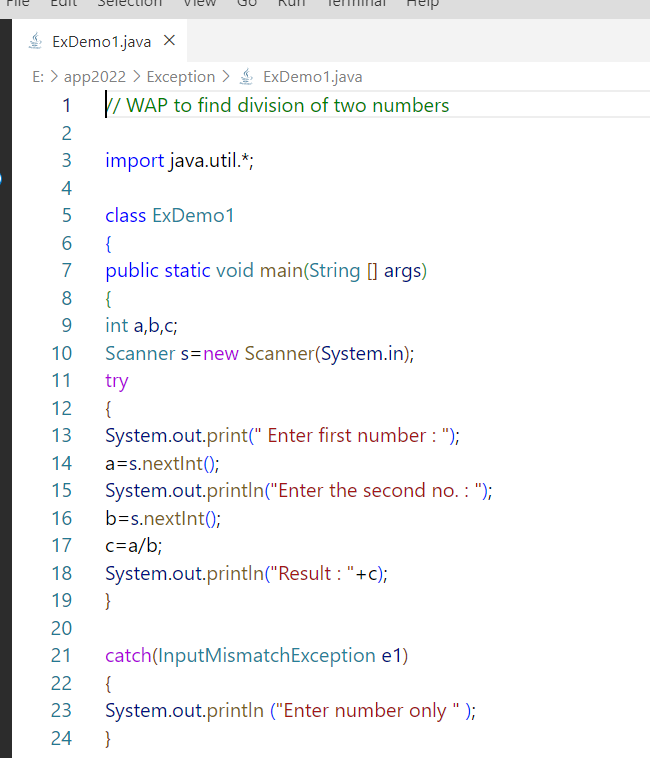 File Edit Selection View Go Run Terminal Help
ExDemo1.java ×
E: > app2022 > Exception > ExDemo1.java
1 // WAP to find division of two numbers
2
3 import java.util.*;
4
5 class ExDemo1
6 {
7 public static void main(String [] args)
8 {
9 int a,b,c;
10 Scanner s=new Scanner(System.in);
11 try
12 {
13 System.out.print(" Enter first number : ");
14 a=s.nextInt();
15 System.out.println("Enter the second no. : ");
16 b=s.nextInt();
17 c=a/b;
18 System.out.println("Result : "+c);
19 }
20
21 catch(InputMismatchException e1)
22 {
23 System.out.println ("Enter number only " );
24 }